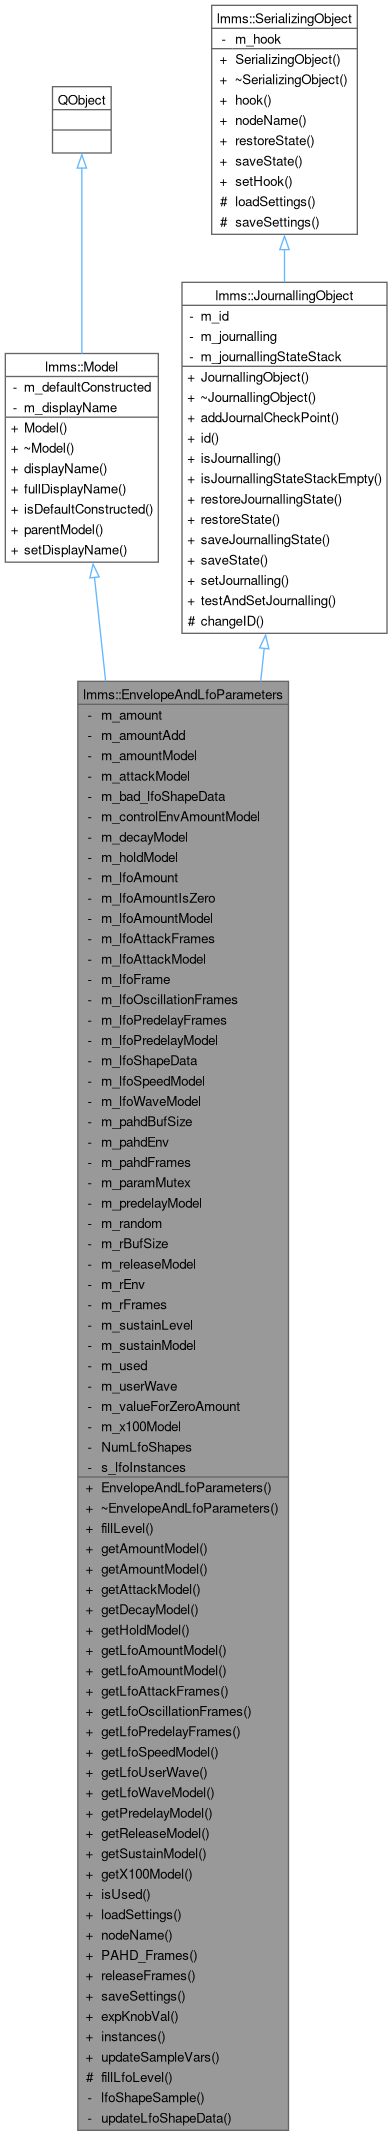 lmms::SerializingObject
- m_hook
+ SerializingObject()
+ ~SerializingObject()
+ hook()
+ nodeName()
+ restoreState()
+ saveState()
+ setHook()
# loadSettings()
# saveSettings()
QObject
lmms::JournallingObject
- m_id
- m_journalling
- m_journallingStateStack
+ JournallingObject()
+ ~JournallingObject()
+ addJournalCheckPoint()
+ id()
+ isJournalling()
+ isJournallingStateStackEmpty()
+ restoreJournallingState()
+ restoreState()
+ saveJournallingState()
+ saveState()
+ setJournalling()
+ testAndSetJournalling()
# changeID()
lmms::Model
- m_defaultConstructed
- m_displayName
+ Model()
+ ~Model()
+ displayName()
+ fullDisplayName()
+ isDefaultConstructed()
+ parentModel()
+ setDisplayName()
lmms::EnvelopeAndLfoParameters
- m_amount
- m_amountAdd
- m_amountModel
- m_attackModel
- m_bad_lfoShapeData
- m_controlEnvAmountModel
- m_decayModel
- m_holdModel
- m_lfoAmount
- m_lfoAmountIsZero
- m_lfoAmountModel
- m_lfoAttackFrames
- m_lfoAttackModel
- m_lfoFrame
- m_lfoOscillationFrames
- m_lfoPredelayFrames
- m_lfoPredelayModel
- m_lfoShapeData
- m_lfoSpeedModel
- m_lfoWaveModel
- m_pahdBufSize
- m_pahdEnv
- m_pahdFrames
- m_paramMutex
- m_predelayModel
- m_random
- m_rBufSize
- m_releaseModel
- m_rEnv
- m_rFrames
- m_sustainLevel
- m_sustainModel
- m_used
- m_userWave
- m_valueForZeroAmount
- m_x100Model
- NumLfoShapes
- s_lfoInstances
+ EnvelopeAndLfoParameters()
+ ~EnvelopeAndLfoParameters()
+ fillLevel()
+ getAmountModel()
+ getAmountModel()
+ getAttackModel()
+ getDecayModel()
+ getHoldModel()
+ getLfoAmountModel()
+ getLfoAmountModel()
+ getLfoAttackFrames()
+ getLfoOscillationFrames()
+ getLfoPredelayFrames()
+ getLfoSpeedModel()
+ getLfoUserWave()
+ getLfoWaveModel()
+ getPredelayModel()
+ getReleaseModel()
+ getSustainModel()
+ getX100Model()
+ isUsed()
+ loadSettings()
+ nodeName()
+ PAHD_Frames()
+ releaseFrames()
+ saveSettings()
+ expKnobVal()
+ instances()
+ updateSampleVars()
# fillLfoLevel()
- lfoShapeSample()
- updateLfoShapeData()